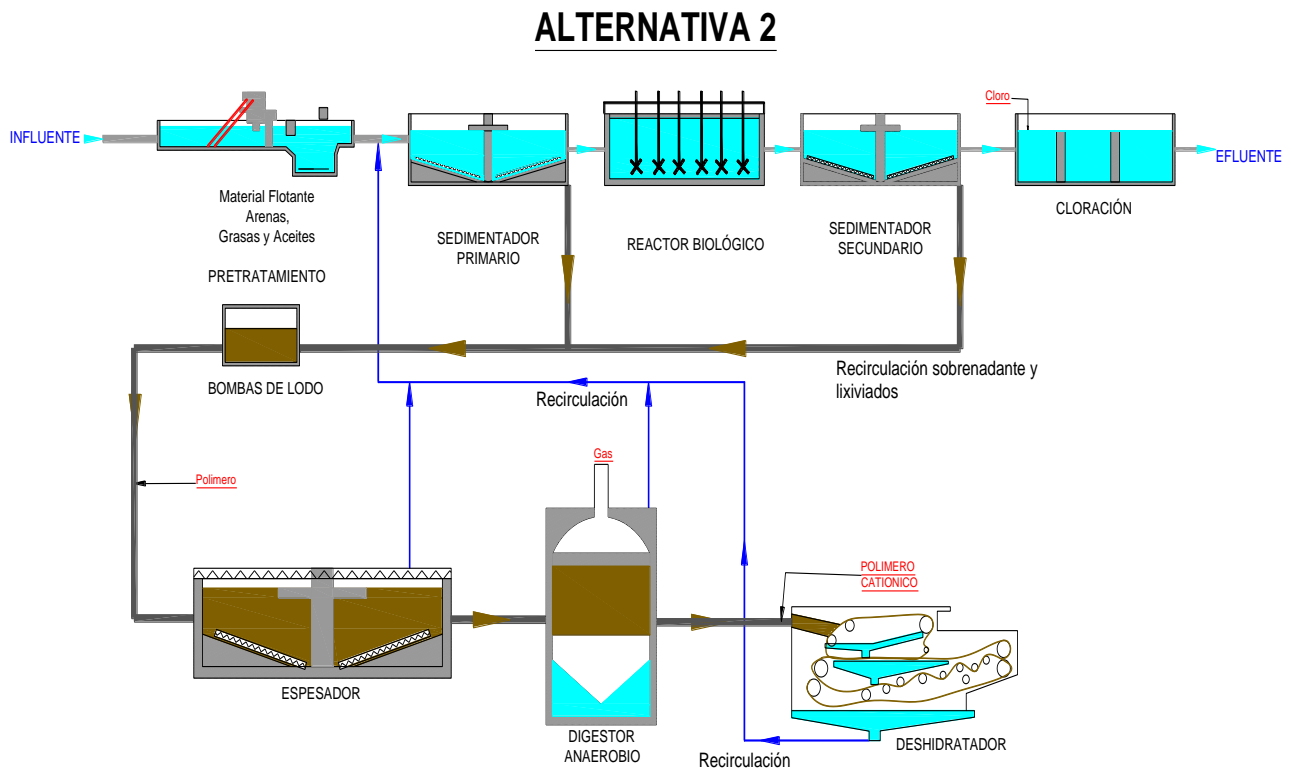 ALTERNATIVA 2
INFLUENTE
Cloro
EFLUENTE
Material Flotante
Arenas,
Grasas y Aceites
PRETRATAMIENTO
SEDIMENTADOR
PRIMARIO
REACTOR BIOLÓGICO
SEDIMENTADOR
SECUNDARIO
CLORACIÓN
BOMBAS DE LODO
Recirculación
Recirculación sobrenadante y
lixiviados
Polimero
Gas
POLIMERO
CATIONICO
ESPESADOR
DIGESTOR
ANAEROBIO
Recirculación
DESHIDRATADOR